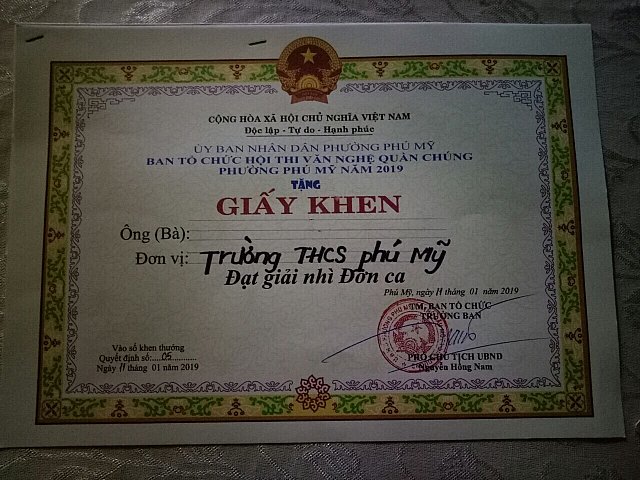 CỘNG HÒA XÃ HỘI CHỦ NGHĨA VIỆT NAM
Độc lập - Tự do - Hạnh phúc
ỦY BAN NHÂN DÂN PHƯỜNG PHÚ MỸ
BAN TỔ CHỨC HỘI THI VĂN NGHỆ QUẦN CHÚNG
PHƯỜNG PHÚ MỸ NĂM 2019
TẶNG
GIẤY KHEN
Ông (Bà):
Đơn vị: Trường THCS phú Mỹ
Đạt giải nhì Đơn ca
Phú Mỹ, ngày 11 tháng 01 năm 2019
TM. BAN TỔ CHỨC
TRƯỞNG BAN
PHÓ CHỦ TỊCH UBND
Nguyễn Hồng Nam
Vào sổ khen thưởng
Quyết định số:.....05......
Ngày 11 tháng 01 năm 2019